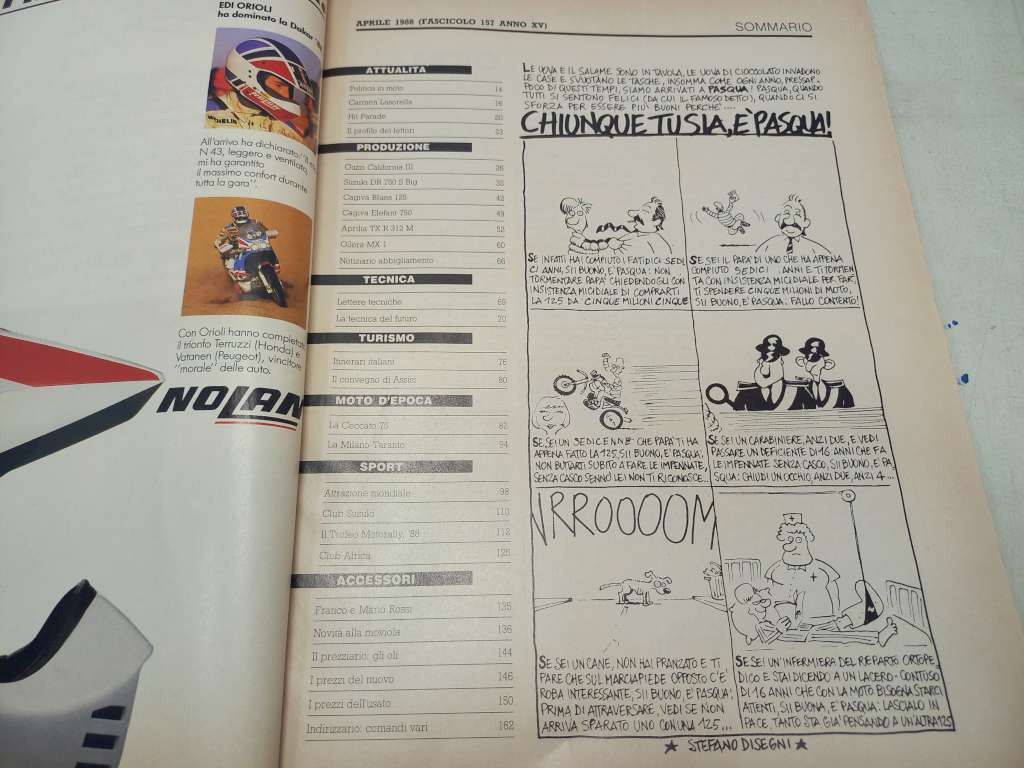 EDI ORIOLI
ha dominato la Dakar
All'arrivo ha dichiarato:
N 43, leggero e ventilato
mi ha garantito
il massimo confort durante
tutta la gara".
Con Orioli hanno completato
il trionfo Terruzzi (Honda) e
Vatanen (Peugeot), vincitore
"morale" delle auto.
NOLAN
APRILE 1988 (FASCICOLO 157 ANNO XV)
SOMMARIO
ATTUALITA
Polmos in moto 14
Carmen Lasorella 16
Hit Parade 20
Il profilo dei lettori 23
PRODUZIONE
Guzzi California III 26
Suzuki DR 750 S Big 33
Cagiva Blues 125 42
Cagiva Elefant 750 49
Aprilia TX R 312 M 52
Gilera MX 1 60
Notiziario abbigliamento 66
TECNICA
Lettere tecniche 69
La tecnica del futuro 70
TURISMO
Itinerari italiani 76
Il convegno di Assisi 80
MOTO D'EPOCA
La Ceccato 75 82
La Milano-Taranto 94
SPORT
Attrazione mondiale 98
Club Suzuki 110
Il Trofeo Motorally, '88 112
Club Africa 125
ACCESSORI
Franco e Mario Rossi 135
Novità alla moviola 136
Il prezziario: gli oli 144
I prezzi del nuovo 146
I prezzi dell'usato 150
Indirizzario: comandi vari 162
LE UOVA E IL SALAME SONO IN TAVOLA, LE UOVA DI CIOCCOLATO INVADONO
LE CASE E SVUOTANO LE TASCHE, INSOMMA COME OGNI ANNO, PRESSAP-
POCO DI QUESTI TEMPI, SIAMO ARRIVATI A PASQUA! PASQUA, QUANDO
TUTTI SI SENTONO FELICI (DA CUI IL FAMOSO DETTO), QUANDO CI SI
SFORZA PER ESSERE PIÙ BUONI PERCHE'....
CHIUNQUE TU SIA, E' PASQUA!
SE INFATTI HAI COMPIUTO I FATIDICI SEDI
CI ANNI, SII BUONO, E' PASQUA: NON
TORMENTARE PAPA' CHIEDENDOGLI CON
INSISTENZA MICIDIALE DI COMPRARTI
LA 125 DA CINQUE MILIONI CINQUE
SE SEI IL PAPA' DI UNO CHE HA APPENA
COMPIUTO SEDICI ANNI E TI TORMEN
TA CON INSISTENZA MICIDIALE PER FAR
TI SPENDERE CINQUE MILIONI DI MOTO,
SII BUONO, E' PASQUA: FALLO CONTENTO!
SE SEI UN SEDICENNE CHE PAPA' TI HA
APPENA FATTO LA 125, SII BUONO, E' PASQUA:
NON BUTTARTI SUBITO A FARE LE IMPENNATE,
SENZA CASCO SENNÒ LEI NON TI RICONOSCE...
SE SEI UN CARABINIERE, ANZI DUE, E VEDI
PASSARE UN DEFICIENTE DI 16 ANNI CHE FA
LE IMPENNATE SENZA CASCO, SII BUONO, E' PA
SQUA: CHIUDI UN OCCHIO, ANZI DUE, ANZI 4...
VRROOOOM
SE SEI UN CANE, NON HAI PRANZATO E TI
PARE CHE SUL MARCIAPIEDE OPPOSTO C'E'
ROBA INTERESSANTE, SII BUONO, E' PASQUA:
PRIMA DI ATTRAVERSARE, VEDI SE NON
ARRIVA SPARATO UNO CON UNA 125...
SE SEI UN'INFERMIERA DEL REPARTO ORTOPE
DICO E STAI DICENDO A UN LACERO-CONTUSO
DI 16 ANNI CHE CON LA MOTO BISOGNA STARCI
ATTENTI, SII BUONA, E' PASQUA: LASCIALO IN
PACE TANTO STA GIA' PENSANDO A UN'ALTRA 125
★ STEFANO DISEGNI ★